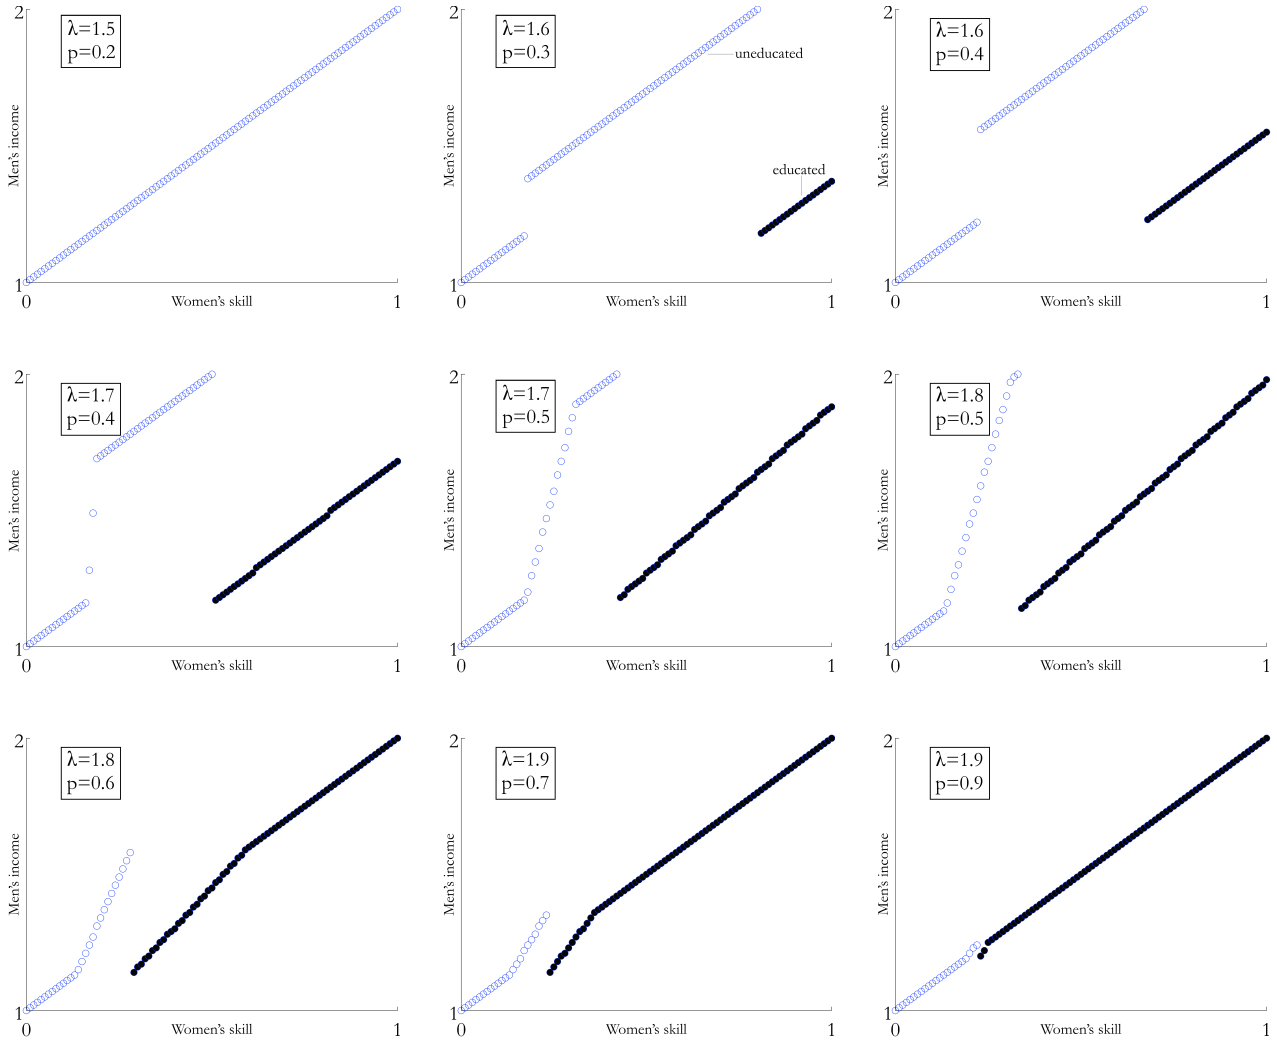 2
λ=1.5
p=0.2
Men's income
1
0
Women's skill
1
2
λ=1.6
p=0.3
uneducated
educated
Men's income
1
0
Women's skill
1
2
λ=1.6
p=0.4
Men's income
1
0
Women's skill
1
2
λ=1.7
p=0.4
Men's income
1
0
Women's skill
1
2
λ=1.7
p=0.5
Men's income
1
0
Women's skill
1
2
λ=1.8
p=0.5
Men's income
1
0
Women's skill
1
2
λ=1.8
p=0.6
Men's income
1
0
Women's skill
1
2
λ=1.9
p=0.7
Men's income
1
0
Women's skill
1
2
λ=1.9
p=0.9
Men's income
1
0
Women's skill
1